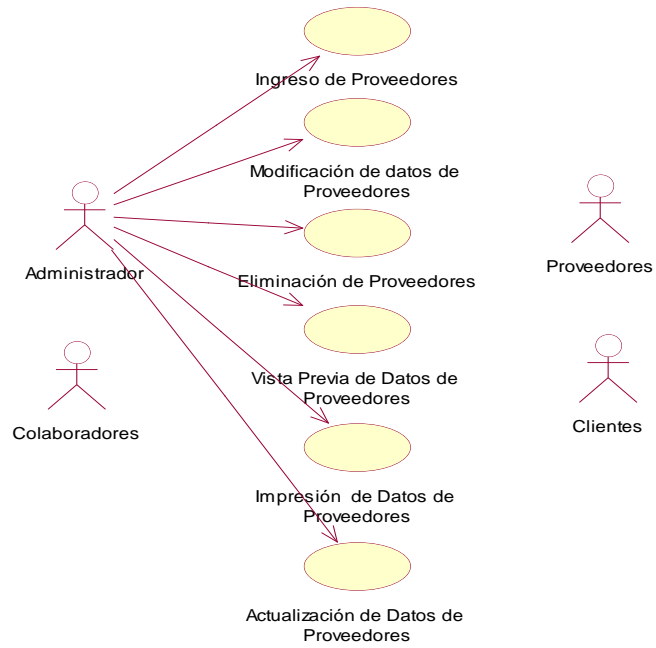 Ingreso de Proveedores
Modificación de datos de
Proveedores
Administrador
Eliminación de Proveedores
Proveedores
Vista Previa de Datos de
Proveedores
Colaboradores
Clientes
Impresión de Datos de
Proveedores
Actualización de Datos de
Proveedores